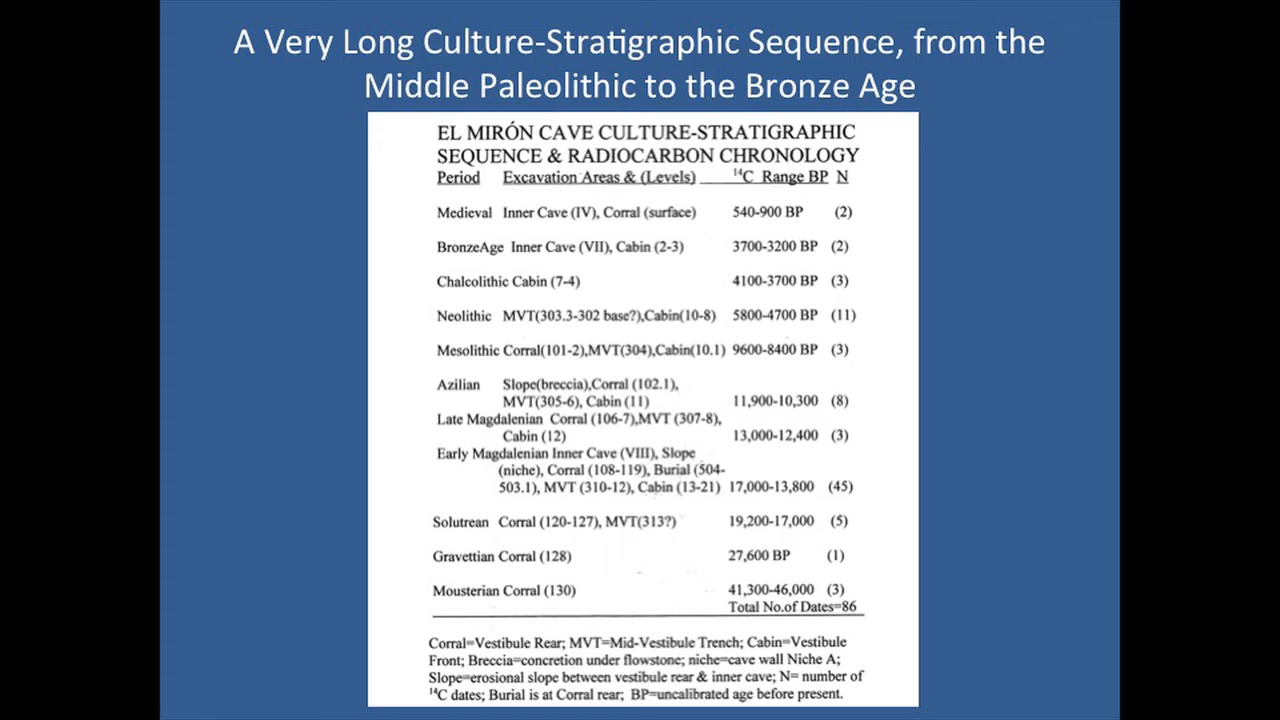 A Very Long Culture-Stratigraphic Sequence, from the
Middle Paleolithic to the Bronze Age
EL MIRÓN CAVE CULTURE-STRATIGRAPHIC
SEQUENCE & RADIOCARBON CHRONOLOGY
Period Excavation Areas & (Levels) 14C Range BP N
Medieval Inner Cave (IV), Corral (surface) 540-900 BP (2)
BronzeAge Inner Cave (VII), Cabin (2-3) 3700-3200 BP (2)
Chalcolithic Cabin (7-4) 4100-3700 BP (3)
Neolithic MVT(303.3-302 base?),Cabin(10-8) 5800-4700 BP (11)
Mesolithic Corral(101-2),MVT(304),Cabin(10.1) 9600-8400 BP (3)
Azilian Slope(breccia),Corral (102.1),
MVT(305-6), Cabin (11) 11,900-10,300 (8)
Late Magdalenian Corral (106-7),MVT (307-8),
Cabin (12) 13,000-12,400 (3)
Early Magdalenian Inner Cave (VIII), Slope
(niche), Corral (108-119), Burial (504-
503.1), MVT (310-12), Cabin (13-21) 17,000-13,800 (45)
Solutrean Corral (120-127), MVT(313?) 19,200-17,000 (5)
Gravettian Corral (128) 27,600 BP (1)
Mousterian Corral (130) 41,300-46,000 (3)
Total No.of Dates=86
Corral=Vestibule Rear; MVT=Mid-Vestibule Trench; Cabin=Vestibule
Front; Breccia=concretion under flowstone; niche=cave wall Niche A;
Slope=erosional slope between vestibule rear & inner cave; N= number of
14C dates; Burial is at Corral rear; BP=uncalibrated age before present.